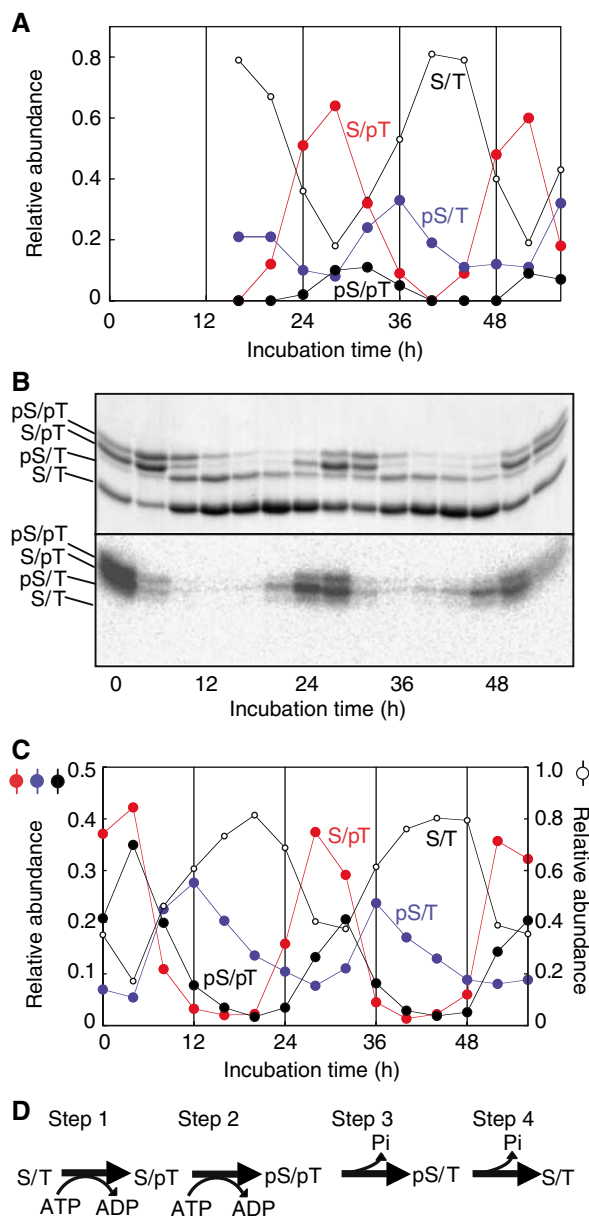 A
Relative abundance
0.8
0.6
0.4
0.2
0
S/T
S/pT
pS/T
pS/pT
0 12 24 36 48
Incubation time (h)
B
pS/pT
S/pT
pS/T
S/T
pS/pT
S/pT
pS/T
S/T
0 12 24 36 48
Incubation time (h)
C
Relative abundance
0.5
0.4
0.3
0.2
0.1
0
S/pT
S/T
pS/T
pS/pT
1.0
0.8
0.6
0.4
0.2
0
Relative abundance
0 12 24 36 48
Incubation time (h)
D
Step 1 Step 2 Step 3 Step 4
Pi Pi
S/T S/pT pS/pT pS/T S/T
ATP ADP ATP ADP